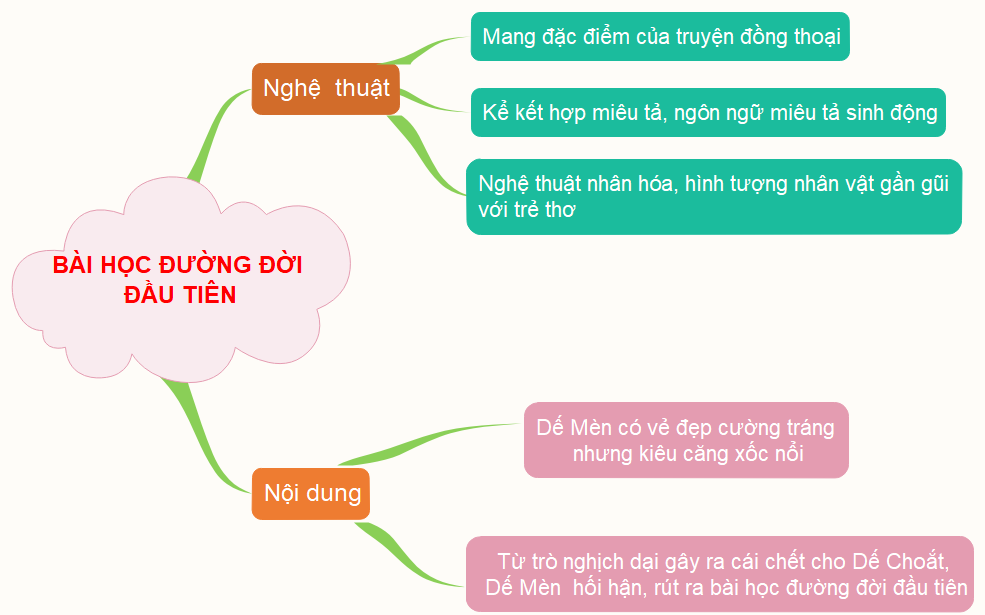 BÀI HỌC ĐƯỜNG ĐỜI
ĐẦU TIÊN
Nghệ thuật
Mang đặc điểm của truyện đồng thoại
Kể kết hợp miêu tả, ngôn ngữ miêu tả sinh động
Nghệ thuật nhân hóa, hình tượng nhân vật gần gũi
với trẻ thơ
Nội dung
Dế Mèn có vẻ đẹp cường tráng
nhưng kiêu căng xốc nổi
Từ trò nghịch dại gây ra cái chết cho Dế Choắt,
Dế Mèn hối hận, rút ra bài học đường đời đầu tiên